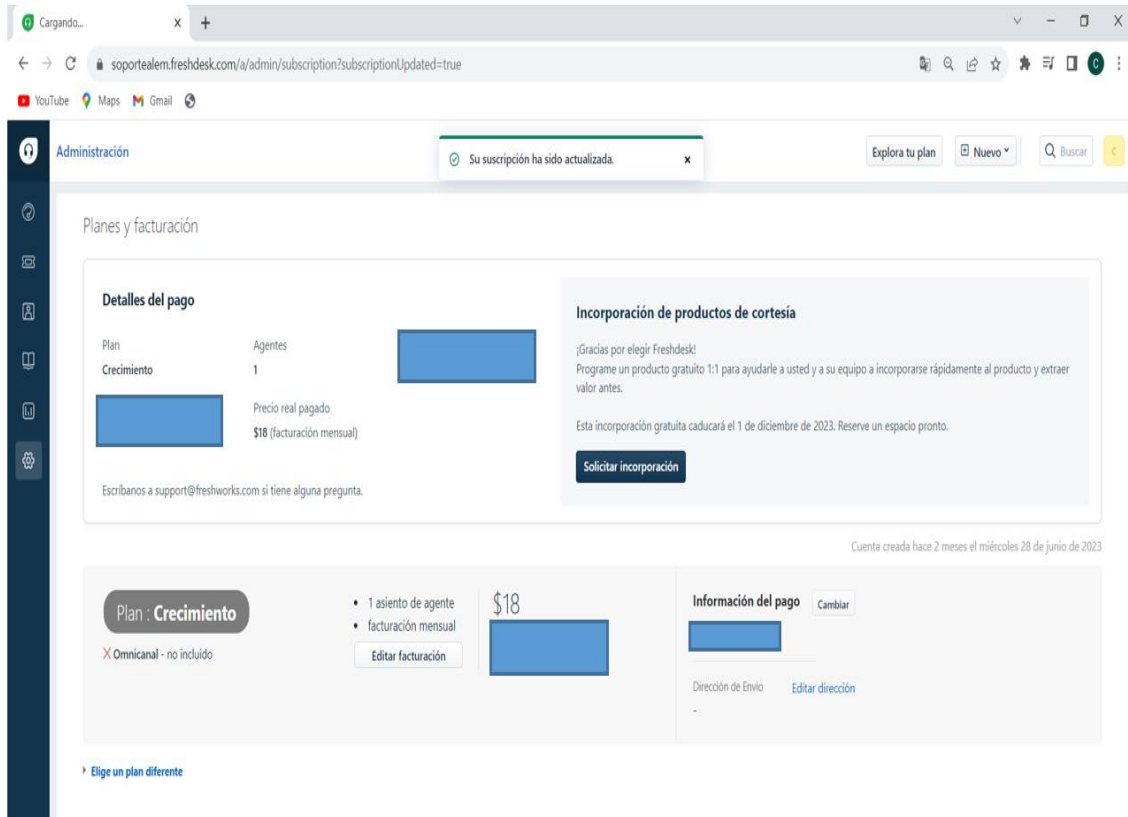 Cargando...
soportealem.freshdesk.com/a/admin/subscription?subscriptionUpdated=true
C
YouTube
Maps
Gmail
Administración
Su suscripción ha sido actualizada.
Explora tu plan
Nuevo
Buscar
C
Planes y facturación
Detalles del pago
Plan
Agentes
Crecimiento
1
Precio real pagado
$18 (facturación mensual)
Escríbanos a support@freshworks.com si tiene alguna pregunta.
Incorporación de productos de cortesía
¡Gracias por elegir Freshdesk!
Programe un producto gratuito 1:1 para ayudarle a usted y a su equipo a incorporarse rápidamente al producto y extraer
valor antes.
Esta incorporación gratuita caducará el 1 de diciembre de 2023. Reserve un espacio pronto.
Solicitar incorporación
Cuenta creada hace 2 meses el miércoles 28 de junio de 2023
Plan : Crecimiento
X Omnicanal - no incluido
• 1 asiento de agente
• facturación mensual
Editar facturación
$18
Información del pago
Cambiar
Dirección de Envio
Editar dirección
-
Elige un plan diferente